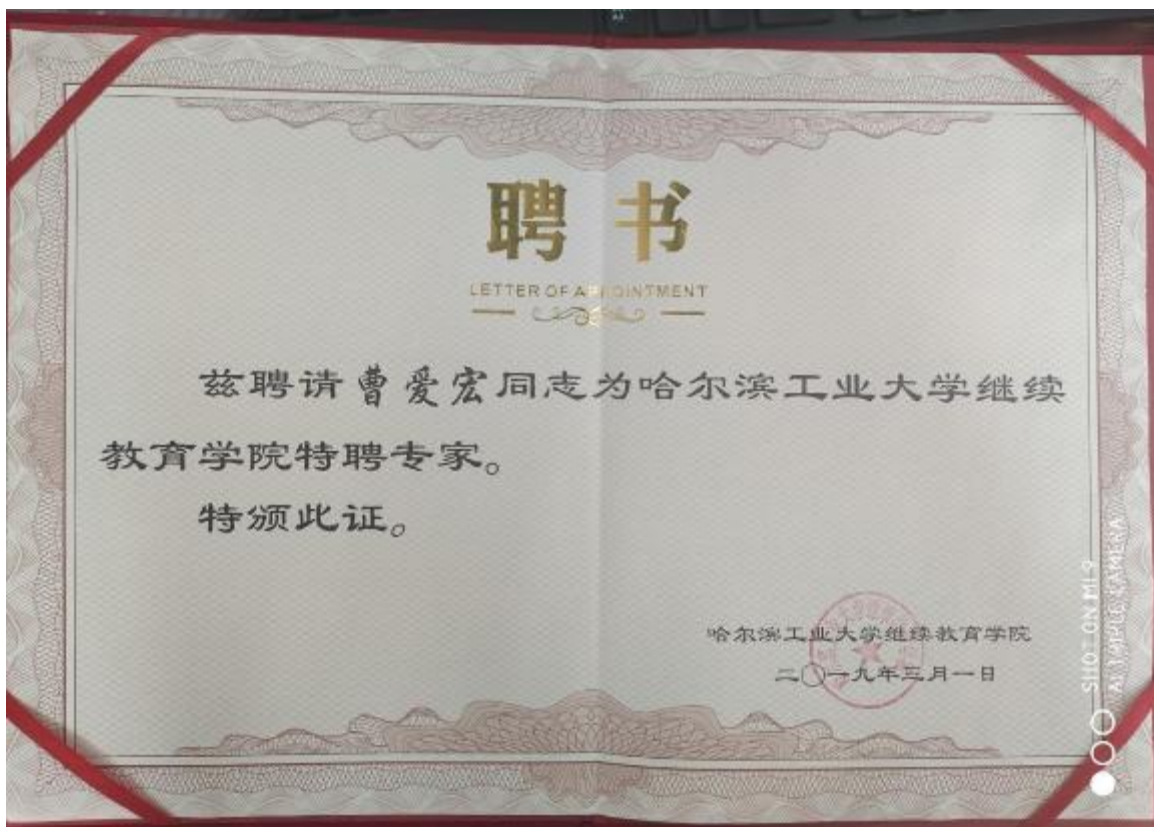 聘书
LETTER OF APPOINTMENT
兹聘请曹爱宏同志为哈尔滨工业大学继续
教育学院特聘专家。
特颁此证。
哈尔滨工业大学继续教育学院
二〇一九年三月一日
SHOT ON MI 9
AI TRIPLE CAMERA